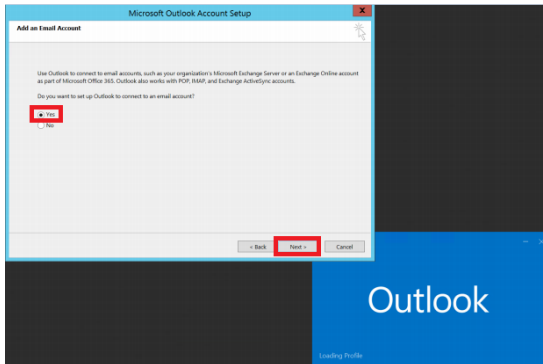 Microsoft Outlook Account Setup
X
Add an Email Account
Use Outlook to connect to email accounts, such as your organization's Microsoft Exchange Server or an Exchange Online account
as part of Microsoft Office 365. Outlook also works with POP, IMAP, and Exchange ActiveSync accounts.
Do you want to set up Outlook to connect to an email account?
Yes
No
< Back Next > Cancel
Outlook
Loading Profile